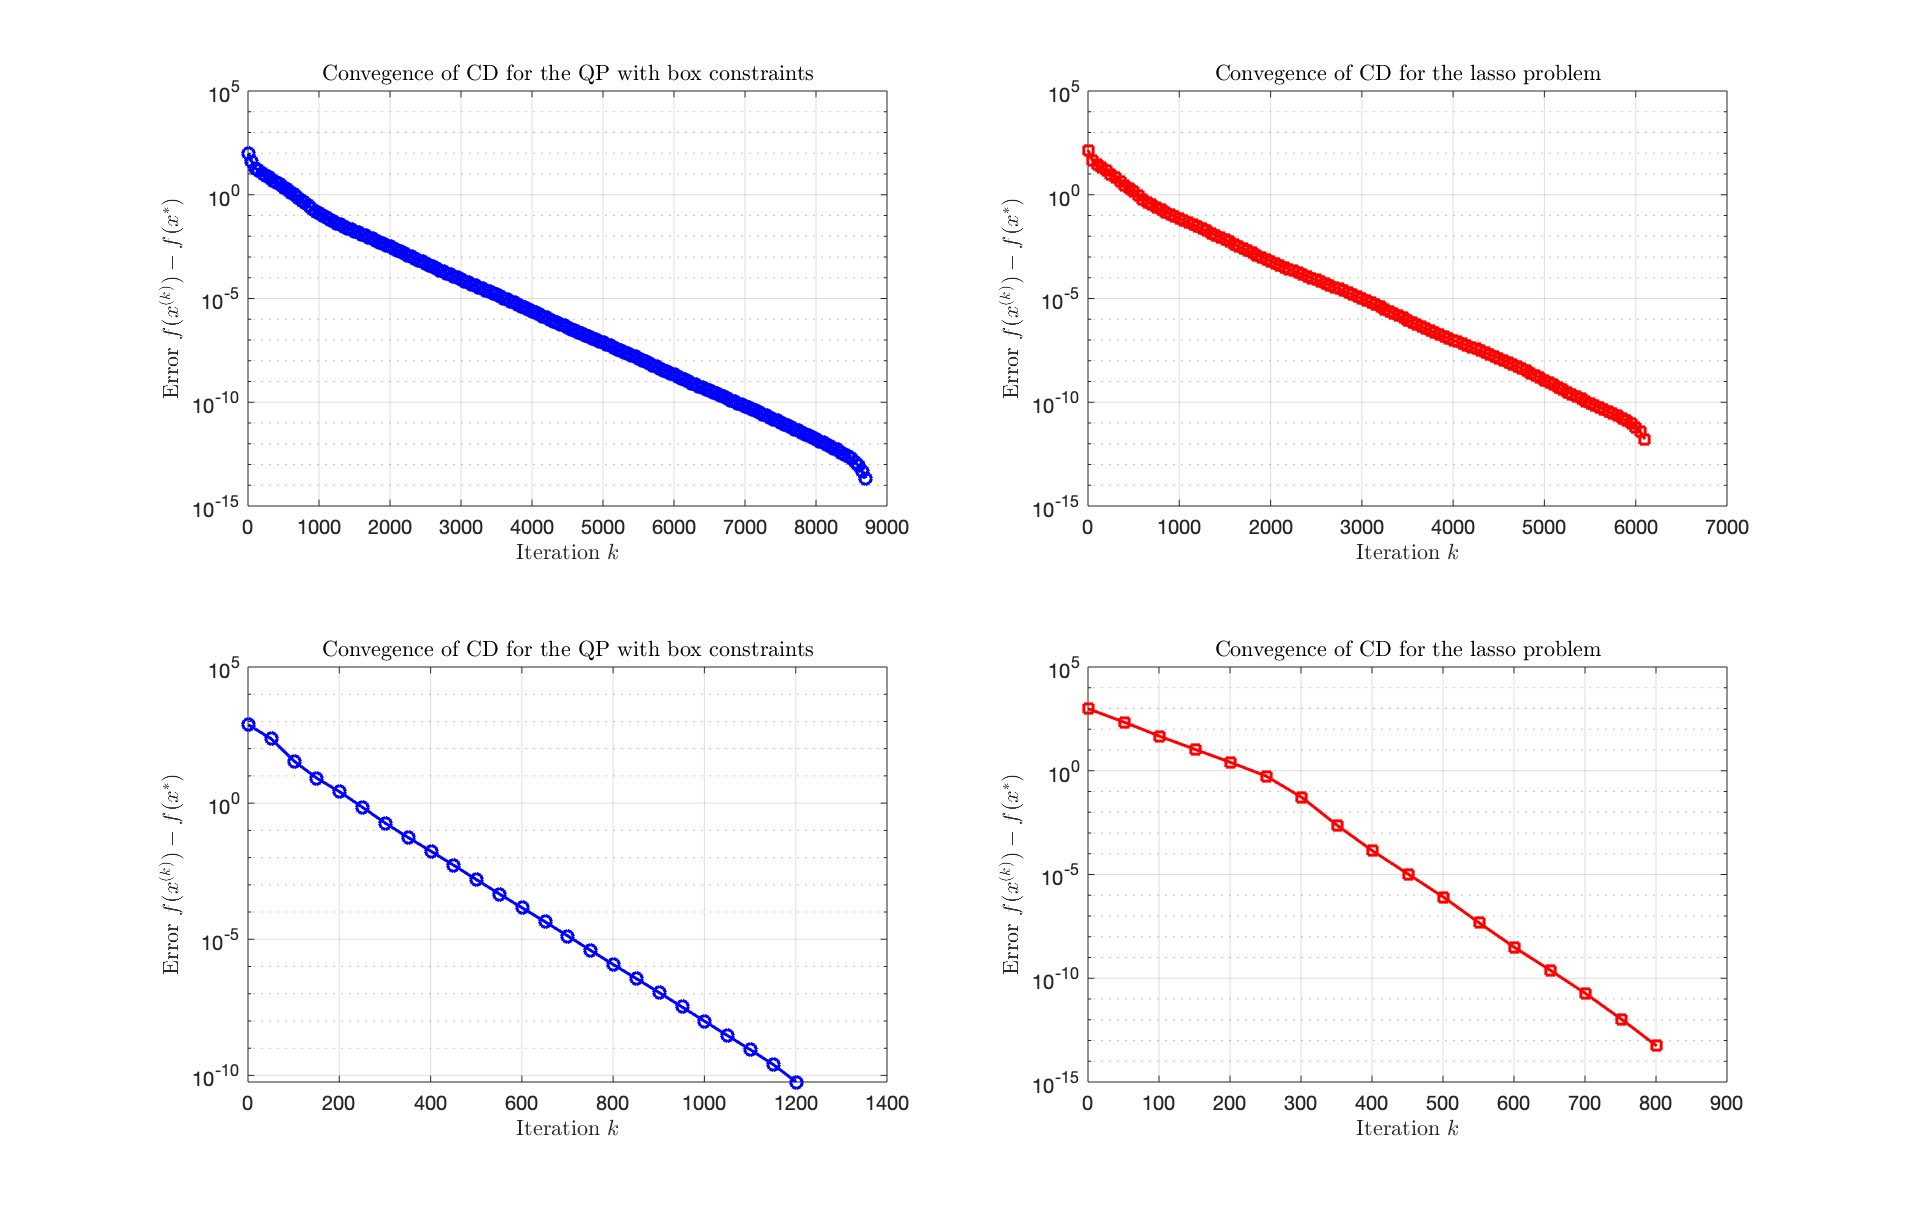 Convegence of CD for the QP with box constraints
10^5
10^0
10^-5
10^-10
10^-15
Error f(x^(k)) − f(x*)
0 1000 2000 3000 4000 5000 6000 7000 8000 9000
Iteration k
Convegence of CD for the lasso problem
10^5
10^0
10^-5
10^-10
10^-15
Error f(x^(k)) − f(x*)
0 1000 2000 3000 4000 5000 6000 7000
Iteration k
Convegence of CD for the QP with box constraints
10^5
10^0
10^-5
10^-10
Error f(x^(k)) − f(x*)
0 200 400 600 800 1000 1200 1400
Iteration k
Convegence of CD for the lasso problem
10^5
10^0
10^-5
10^-10
10^-15
Error f(x^(k)) − f(x*)
0 100 200 300 400 500 600 700 800 900
Iteration k